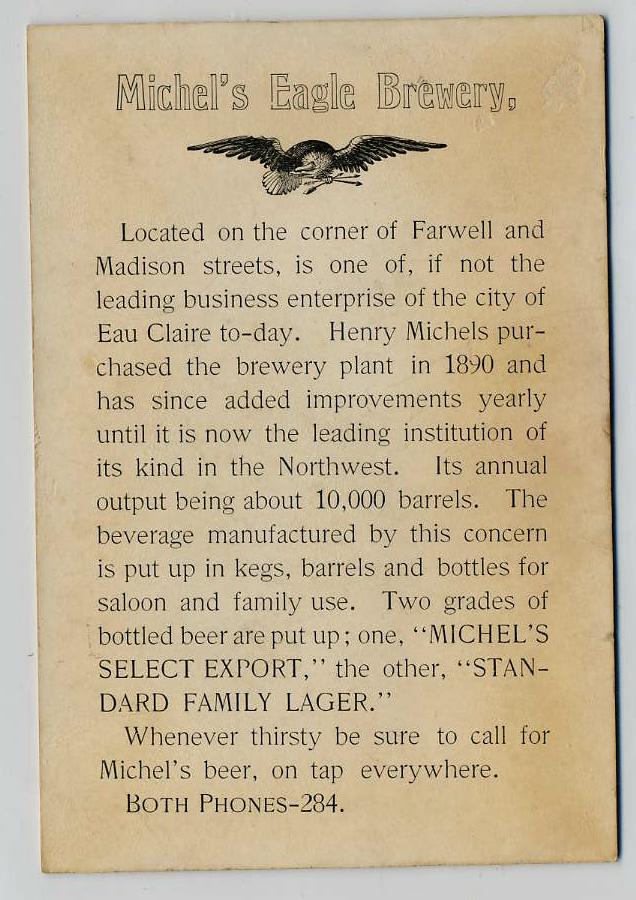 Michel's Eagle Brewery,
Located on the corner of Farwell and
Madison streets, is one of, if not the
leading business enterprise of the city of
Eau Claire to-day. Henry Michels pur-
chased the brewery plant in 1890 and
has since added improvements yearly
until it is now the leading institution of
its kind in the Northwest. Its annual
output being about 10,000 barrels. The
beverage manufactured by this concern
is put up in kegs, barrels and bottles for
saloon and family use. Two grades of
bottled beer are put up; one, "MICHEL'S
SELECT EXPORT," the other, "STAN-
DARD FAMILY LAGER."
Whenever thirsty be sure to call for
Michel's beer, on tap everywhere.
BOTH PHONES-284.